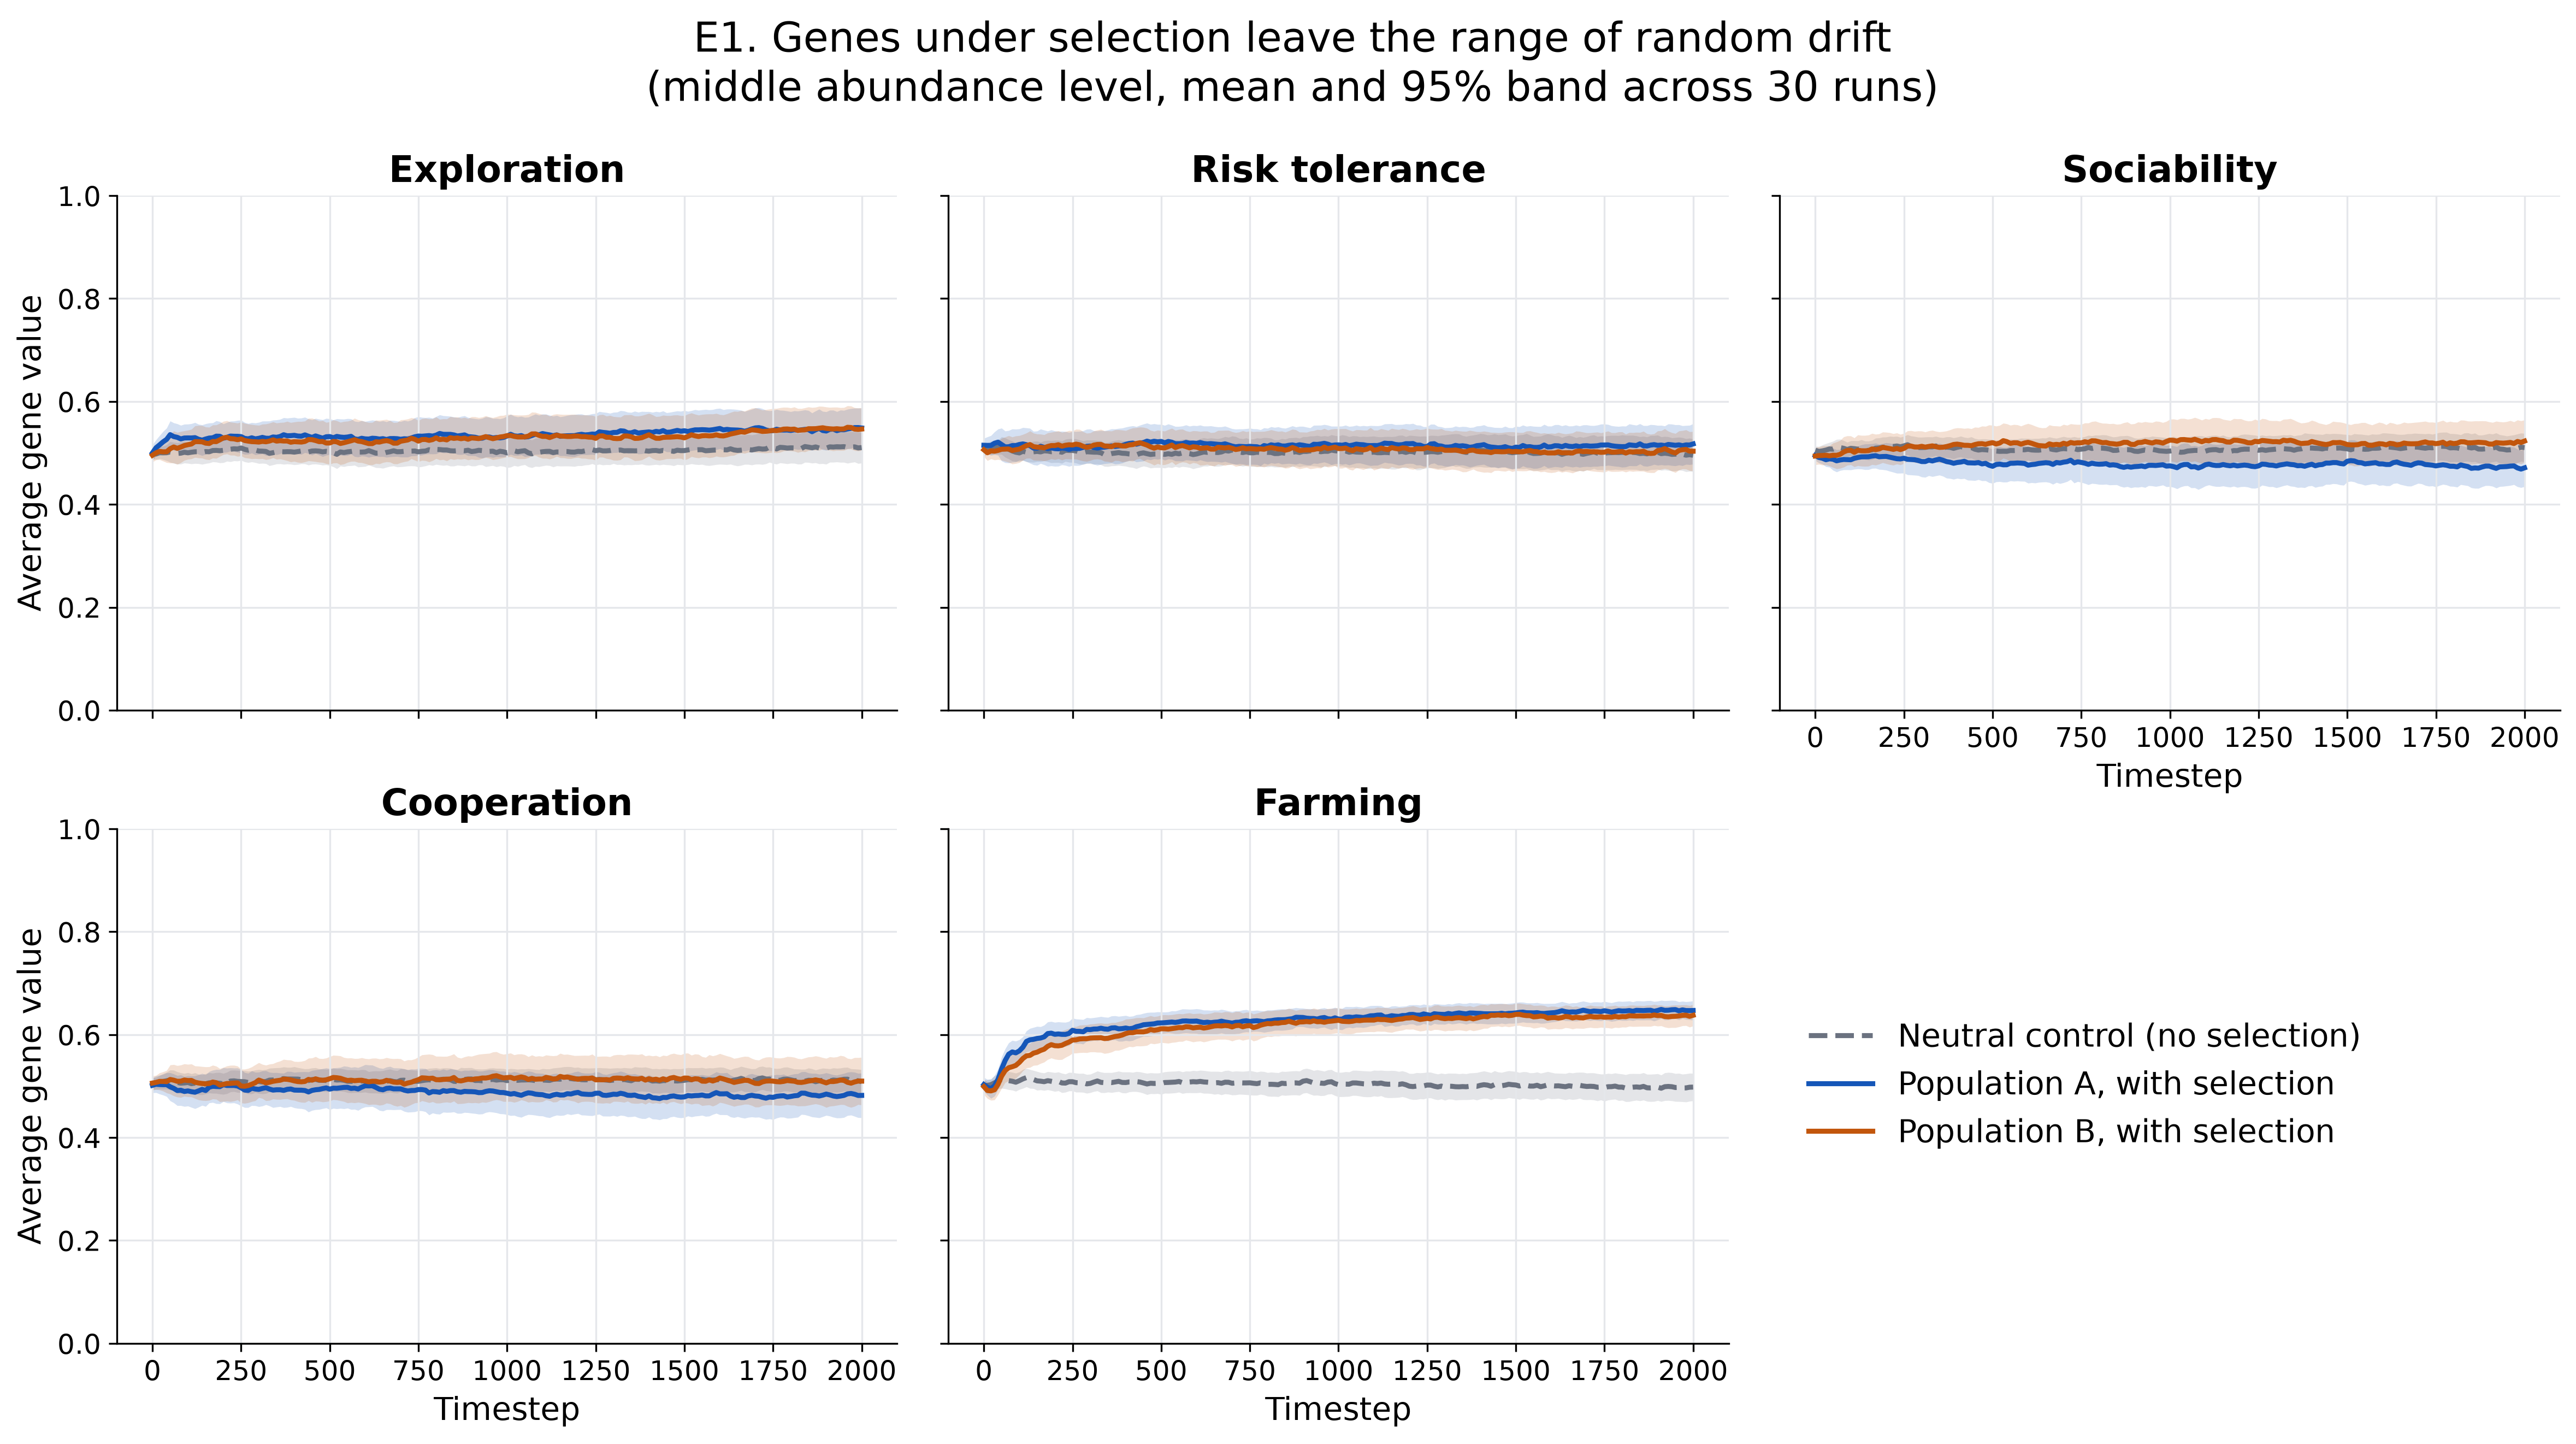 E1. Genes under selection leave the range of random drift
(middle abundance level, mean and 95% band across 30 runs)
Exploration
Risk tolerance
Sociability
Average gene value
1.0
0.8
0.6
0.4
0.2
0.0
0 250 500 750 1000 1250 1500 1750 2000
Timestep
Cooperation
Farming
Average gene value
1.0
0.8
0.6
0.4
0.2
0.0
0 250 500 750 1000 1250 1500 1750 2000
Timestep
0 250 500 750 1000 1250 1500 1750 2000
Timestep
Neutral control (no selection)
Population A, with selection
Population B, with selection